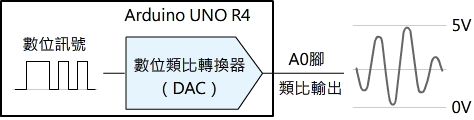 Arduino UNO R4
數位訊號
數位類比轉換器
（DAC）
A0腳
類比輸出
5V
0V